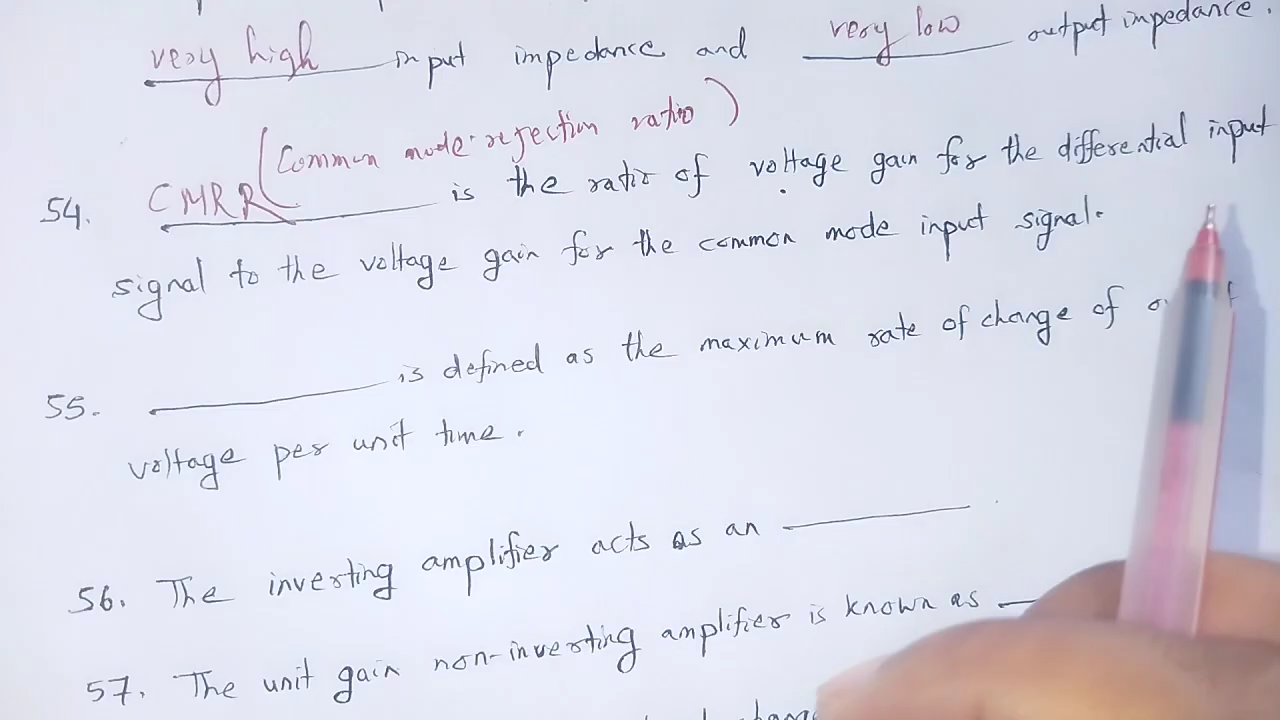 very high input impedance and very low output impedance.
(Common mode rejection ratio)
54. CMRR is the ratio of voltage gain for the differential input
signal to the voltage gain for the common mode input signal.
55. is defined as the maximum rate of change of
voltage per unit time.
56. The inverting amplifier acts as an
57. The unit gain non-inverting amplifier is known as